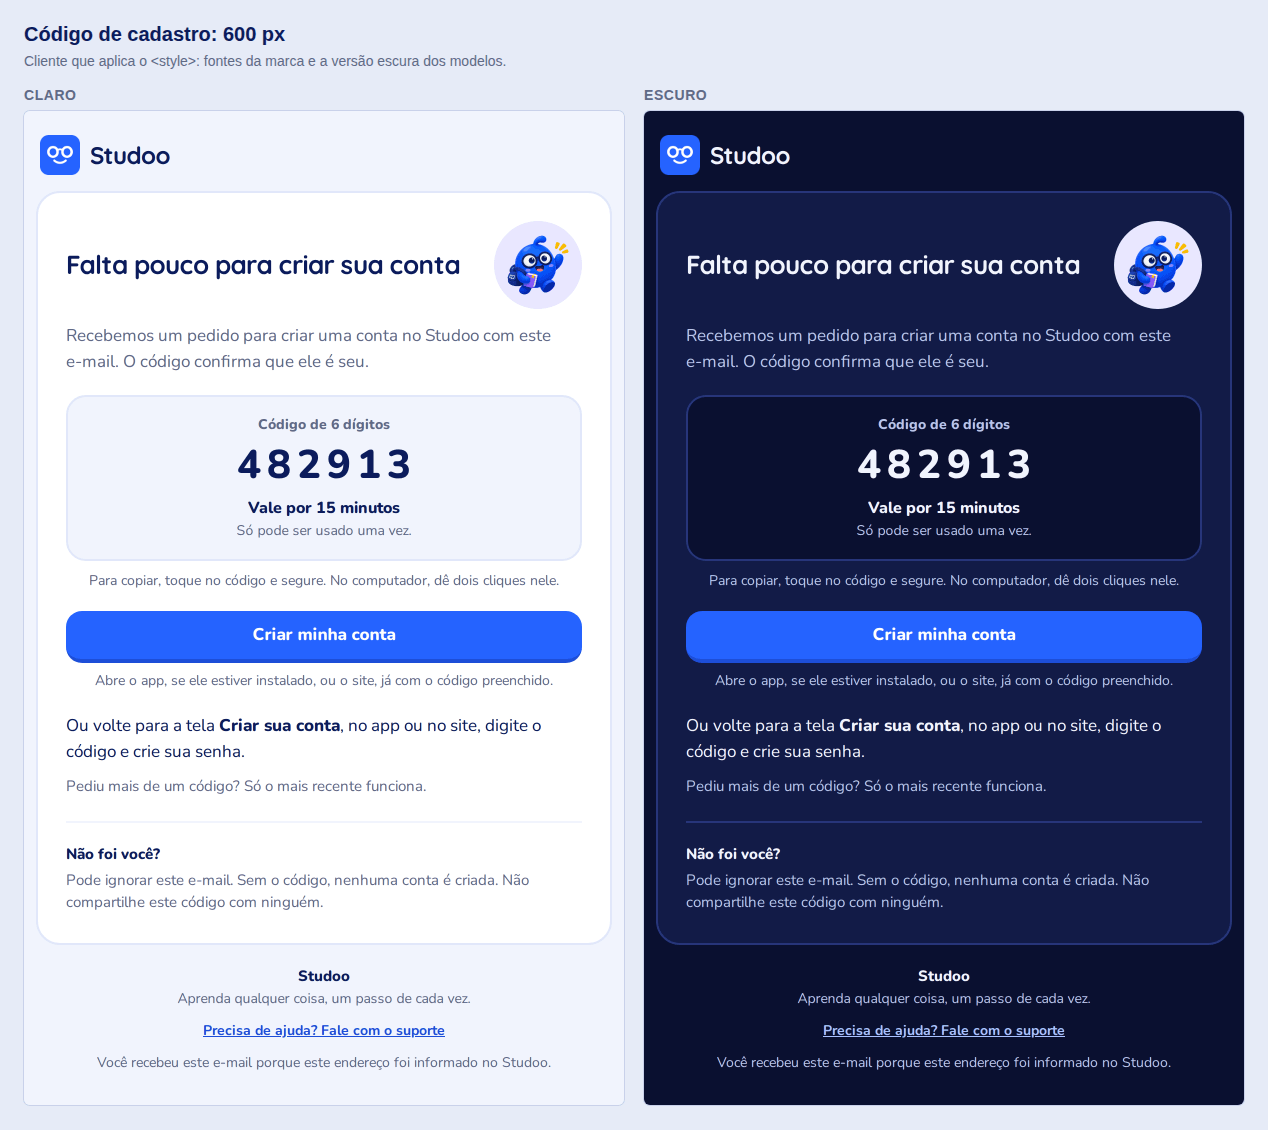 Código de cadastro: 600 px
Cliente que aplica o <style>: fontes da marca e a versão escura dos modelos.
CLARO
Studoo
Falta pouco para criar sua conta
Recebemos um pedido para criar uma conta no Studoo com este
e-mail. O código confirma que ele é seu.
Código de 6 dígitos
482913
Vale por 15 minutos
Só pode ser usado uma vez.
Para copiar, toque no código e segure. No computador, dê dois cliques nele.
Criar minha conta
Abre o app, se ele estiver instalado, ou o site, já com o código preenchido.
Ou volte para a tela Criar sua conta, no app ou no site, digite o
código e crie sua senha.
Pediu mais de um código? Só o mais recente funciona.
Não foi você?
Pode ignorar este e-mail. Sem o código, nenhuma conta é criada. Não
compartilhe este código com ninguém.
Studoo
Aprenda qualquer coisa, um passo de cada vez.
Precisa de ajuda? Fale com o suporte
Você recebeu este e-mail porque este endereço foi informado no Studoo.
ESCURO
Studoo
Falta pouco para criar sua conta
Recebemos um pedido para criar uma conta no Studoo com este
e-mail. O código confirma que ele é seu.
Código de 6 dígitos
482913
Vale por 15 minutos
Só pode ser usado uma vez.
Para copiar, toque no código e segure. No computador, dê dois cliques nele.
Criar minha conta
Abre o app, se ele estiver instalado, ou o site, já com o código preenchido.
Ou volte para a tela Criar sua conta, no app ou no site, digite o
código e crie sua senha.
Pediu mais de um código? Só o mais recente funciona.
Não foi você?
Pode ignorar este e-mail. Sem o código, nenhuma conta é criada. Não
compartilhe este código com ninguém.
Studoo
Aprenda qualquer coisa, um passo de cada vez.
Precisa de ajuda? Fale com o suporte
Você recebeu este e-mail porque este endereço foi informado no Studoo.